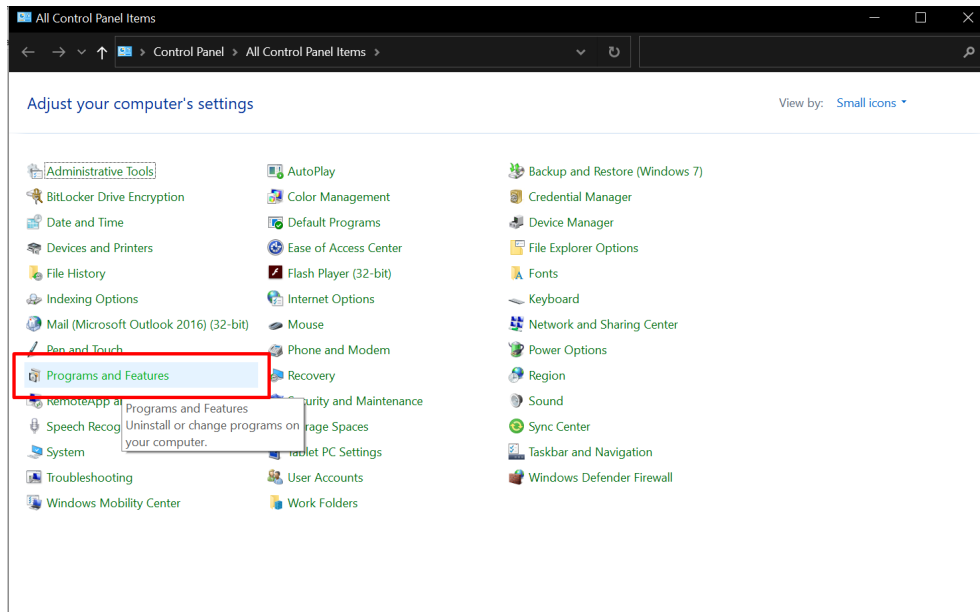 All Control Panel Items
Control Panel > All Control Panel Items >
Adjust your computer's settings
View by: Small icons
Administrative Tools
AutoPlay
Backup and Restore (Windows 7)
BitLocker Drive Encryption
Color Management
Credential Manager
Date and Time
Default Programs
Device Manager
Devices and Printers
Ease of Access Center
File Explorer Options
File History
Flash Player (32-bit)
Fonts
Indexing Options
Internet Options
Keyboard
Mail (Microsoft Outlook 2016) (32-bit)
Mouse
Network and Sharing Center
Pen and Touch
Phone and Modem
Power Options
Programs and Features
Recovery
Region
RemoteApp
Security and Maintenance
Sound
Programs and Features
Uninstall or change programs on
your computer.
Speech
Spaces
Sync Center
System
Tablet PC Settings
Taskbar and Navigation
Troubleshooting
User Accounts
Windows Defender Firewall
Windows Mobility Center
Work Folders